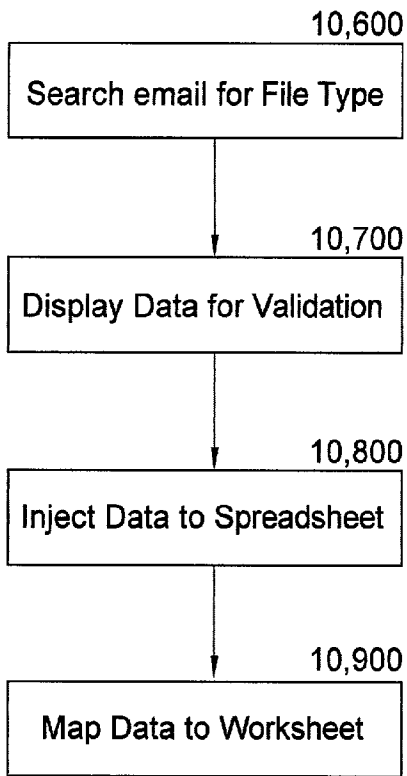 10,600
Search email for File Type
10,700
Display Data for Validation
10,800
Inject Data to Spreadsheet
10,900
Map Data to Worksheet